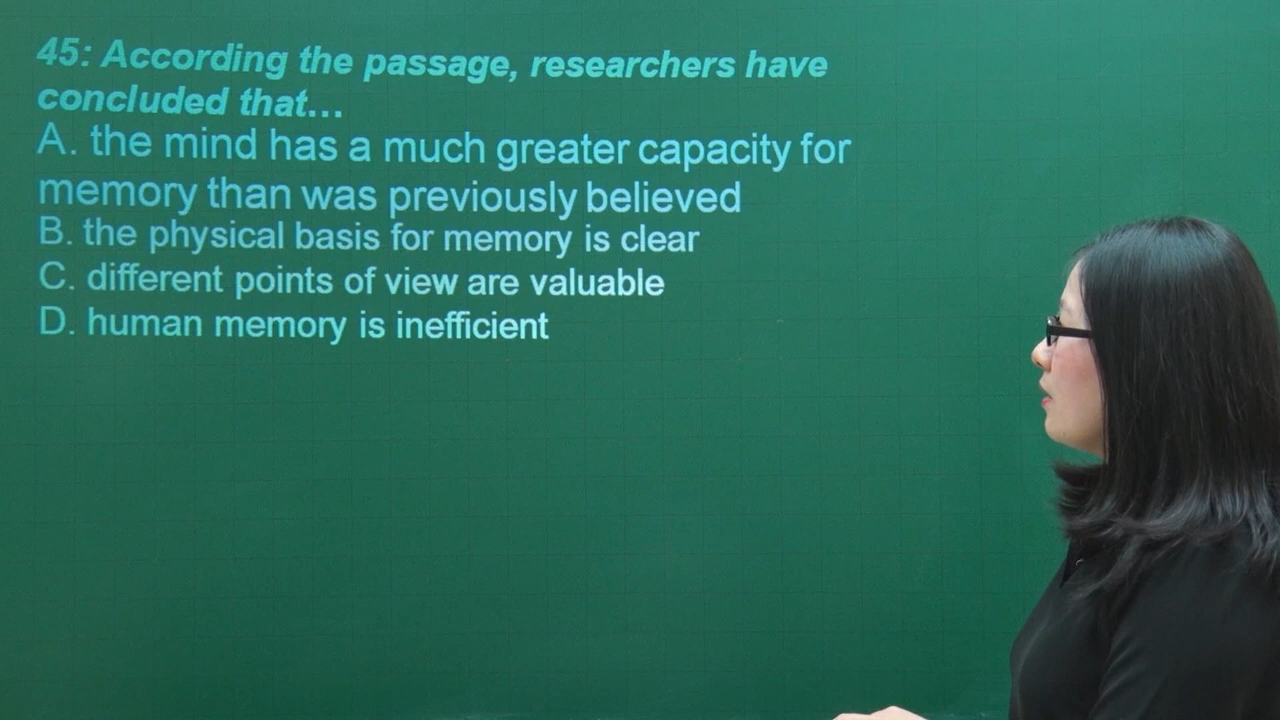 45: According the passage, researchers have
concluded that…
A. the mind has a much greater capacity for
memory than was previously believed
B. the physical basis for memory is clear
C. different points of view are valuable
D. human memory is inefficient